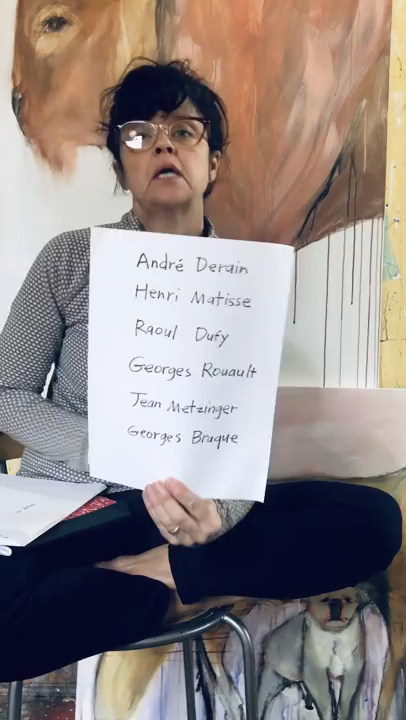 André Derain
Henri Matisse
Raoul Dufy
Georges Rouault
Jean Metzinger
Georges Braque